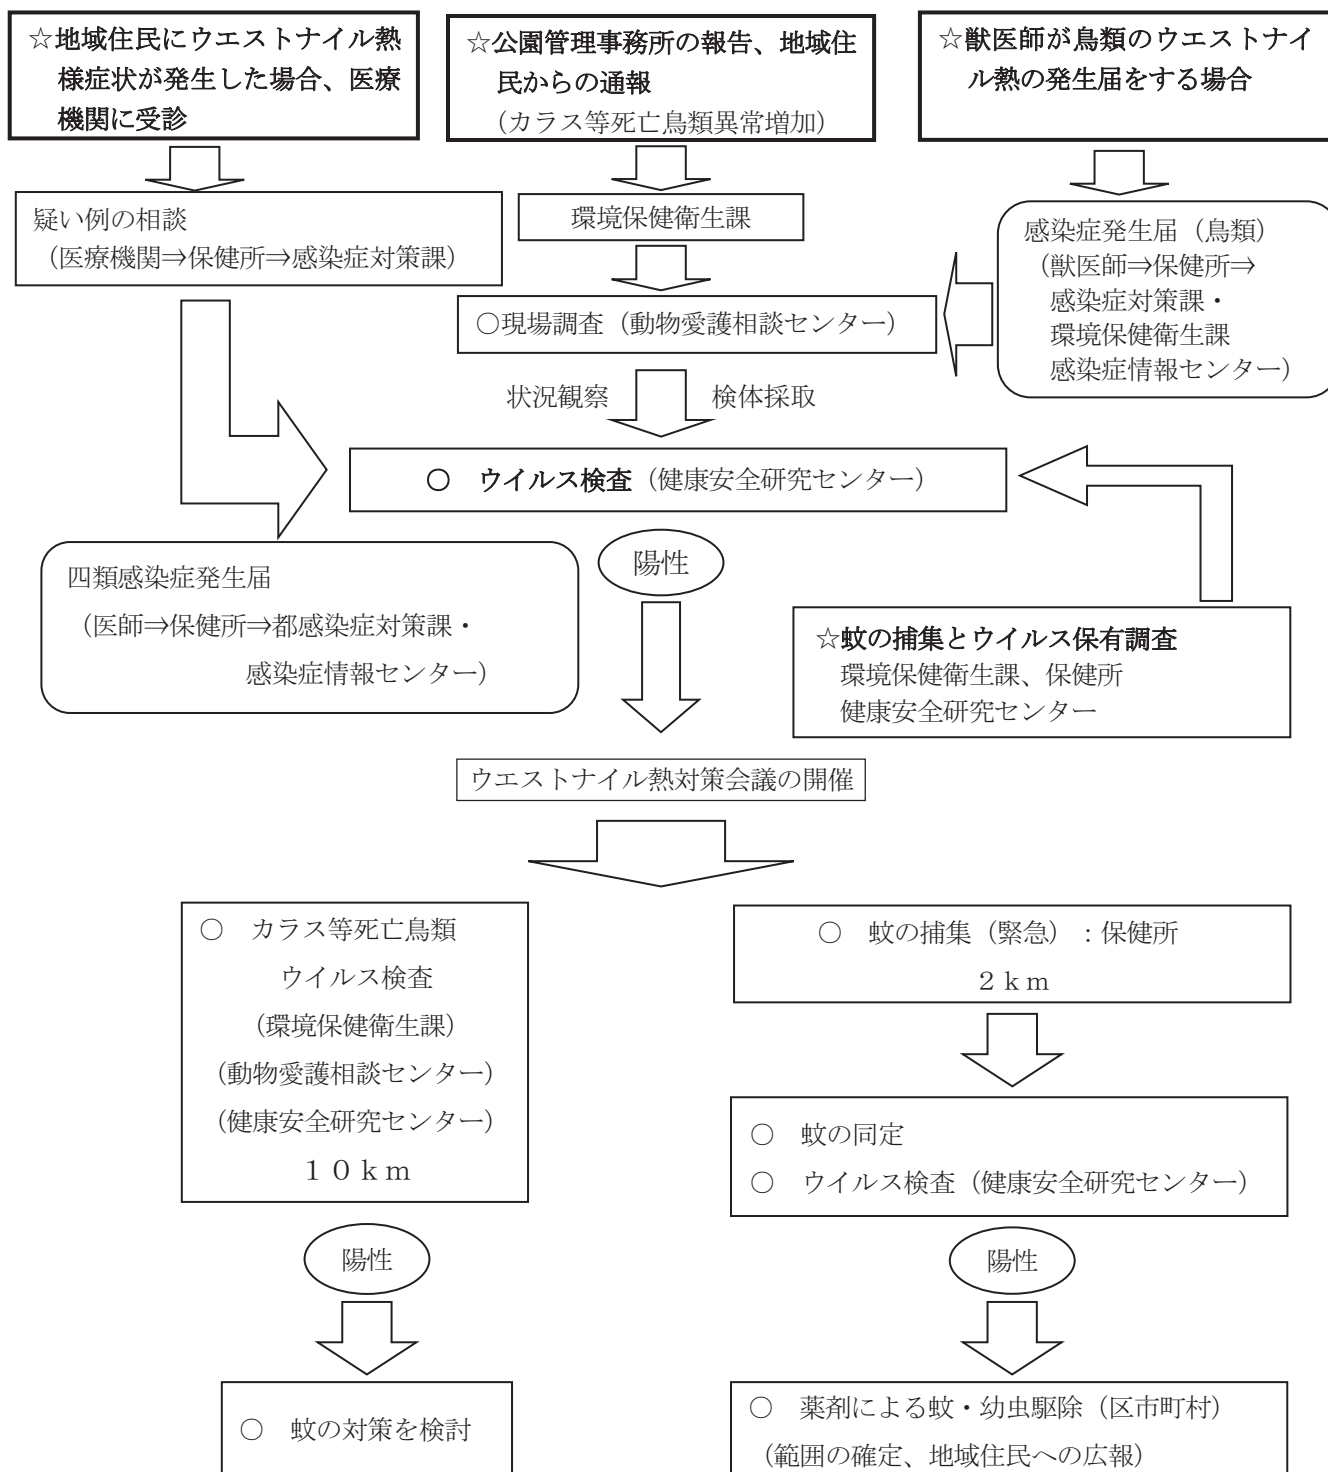 ☆地域住民にウエストナイル熱
様症状が発生した場合、医療
機関に受診
☆公園管理事務所の報告、地域住
民からの通報
（カラス等死亡鳥類異常増加）
☆獣医師が鳥類のウエストナイ
ル熱の発生届をする場合
疑い例の相談
（医療機関⇒保健所⇒感染症対策課）
環境保健衛生課
感染症発生届（鳥類）
（獣医師⇒保健所⇒
感染症対策課・
環境保健衛生課
感染症情報センター）
○現場調査（動物愛護相談センター）
状況観察　検体採取
○　ウイルス検査（健康安全研究センター）
陽性
四類感染症発生届
（医師⇒保健所⇒都感染症対策課・
感染症情報センター）
☆蚊の捕集とウイルス保有調査
環境保健衛生課、保健所
健康安全研究センター
ウエストナイル熱対策会議の開催
○　カラス等死亡鳥類
ウイルス検査
（環境保健衛生課）
（動物愛護相談センター）
（健康安全研究センター）
１０ｋｍ
陽性
○　蚊の対策を検討
○　蚊の捕集（緊急）：保健所
２ｋｍ
○　蚊の同定
○　ウイルス検査（健康安全研究センター）
陽性
○　薬剤による蚊・幼虫駆除（区市町村）
（範囲の確定、地域住民への広報）